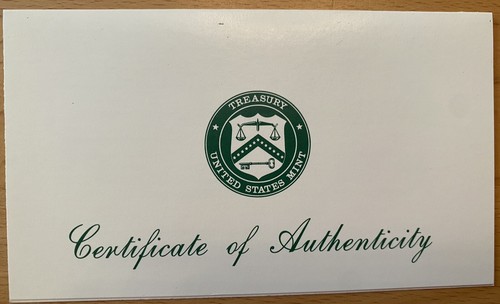 TREASURY
UNITED STATES MINT
Certificate of Authenticity